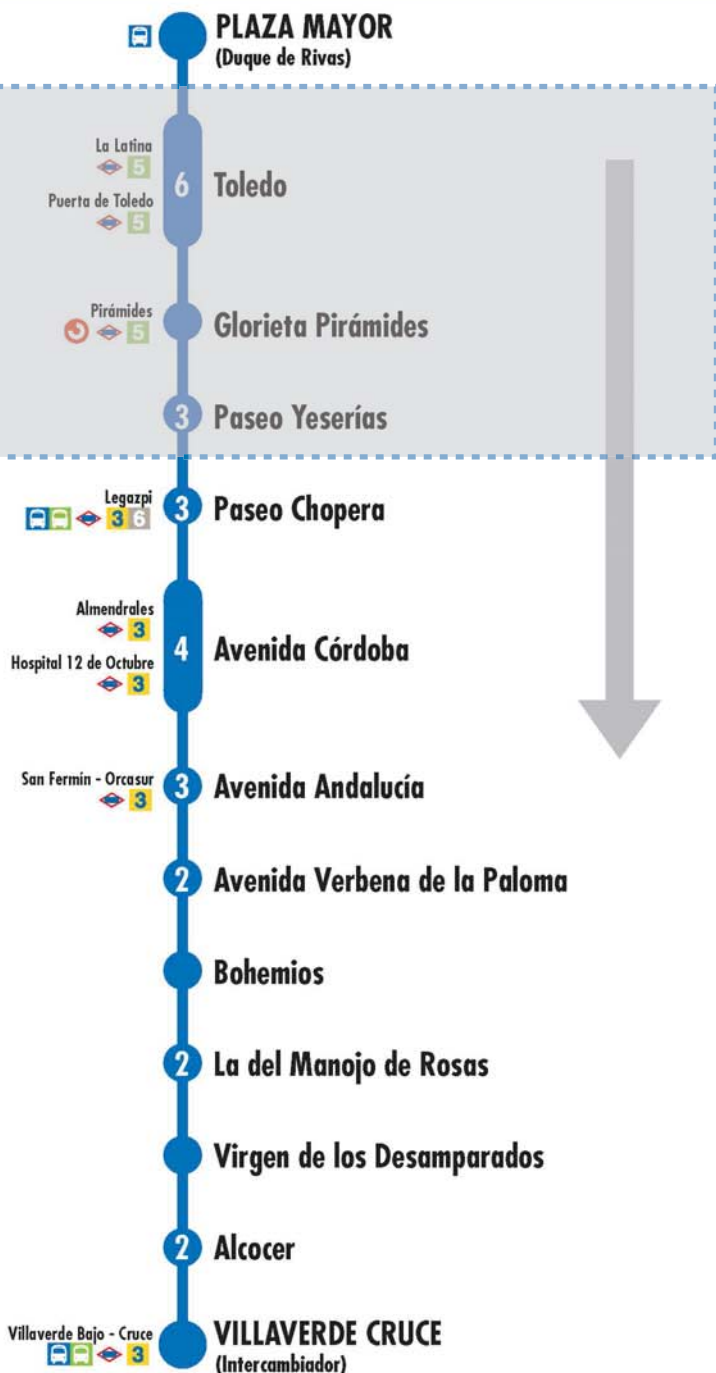 PLAZA MAYOR
(Duque de Rivas)
La Latina
5
Puerta de Toledo
5
6
Toledo
Pirámides
5
Glorieta Pirámides
3
Paseo Yeserías
Legazpi
3 6
3
Paseo Chopera
Almendrales
3
Hospital 12 de Octubre
3
4
Avenida Córdoba
San Fermín - Orcasur
3
3
Avenida Andalucía
2
Avenida Verbena de la Paloma
Bohemios
2
La del Manojo de Rosas
Virgen de los Desamparados
2
Alcocer
Villaverde Bajo - Cruce
3
VILLAVERDE CRUCE
(Intercambiador)